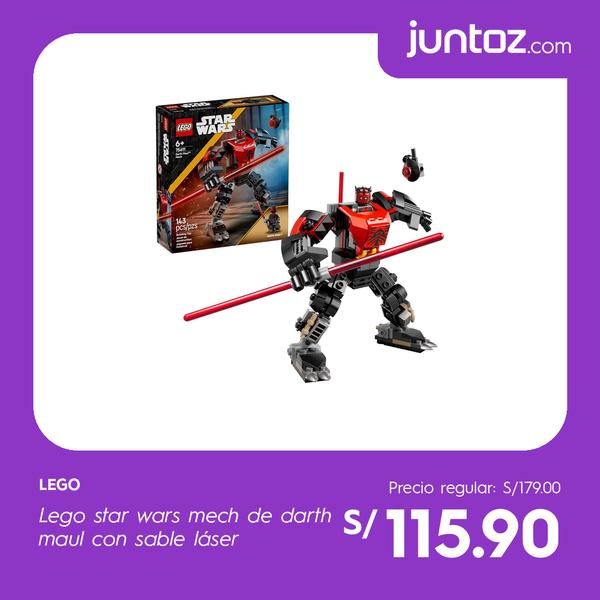 juntoz.com
LEGO
STAR
WARS
6+
143
pcs/pzs
LEGO
Precio regular: S/179.00
Lego star wars mech de darth
maul con sable láser
S/115.90